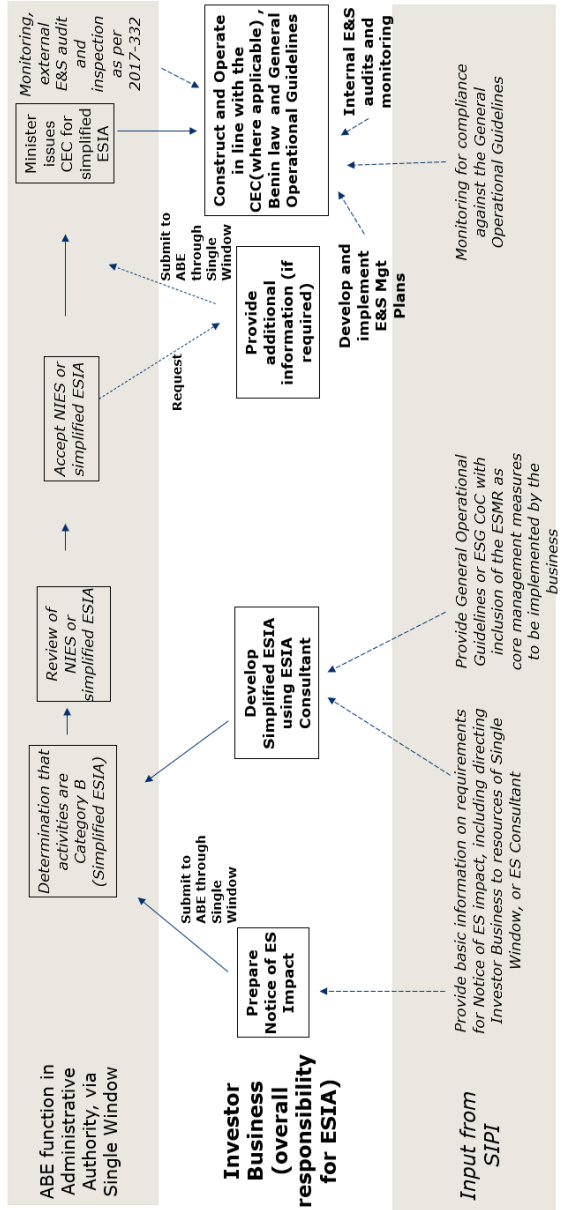 ABE function in
Administrative
Authority, via
Single Window
Determination that
activities are
Category B
(Simplified ESIA)
Review of
NIES or
simplified ESIA
Accept NIES or
simplified ESIA
Minister
issues
CEC for
simplified
ESIA
Monitoring,
external
E&S audit
and
inspection
as per
2017-332
Investor
Business
(overall
responsibility
for ESIA)
Prepare
Notice of ES
Impact
Submit to
ABE through
Single
Window
Develop
Simplified ESIA
using ESIA
Consultant
Request
Provide
additional
information (if
required)
Submit to
ABE
through
Single
Window
Construct and Operate
in line with the
CEC(where applicable) ,
Benin law and General
Operational Guidelines
Develop and
implement
E&S Mgt
Plans
Internal E&S
audits and
monitoring
Input from
SIPI
Provide basic information on requirements
for Notice of ES impact, including directing
Investor Business to resources of Single
Window, or ES Consultant
Provide General Operational
Guidelines or ESG CoC with
inclusion of the ESMR as
core management measures
to be implemented by the
business
Monitoring for compliance
against the General
Operational Guidelines